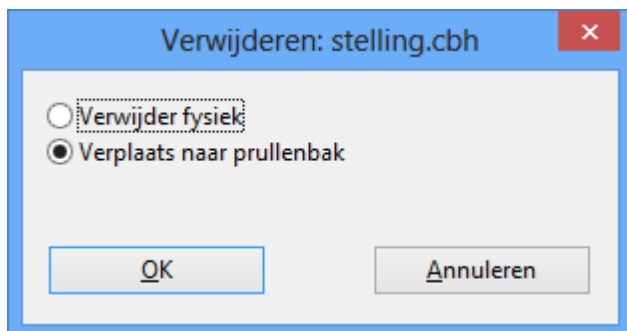 Verwijderen: stelling.cbh
Verwijder fysiek
Verplaats naar prullenbak
OK
Annuleren